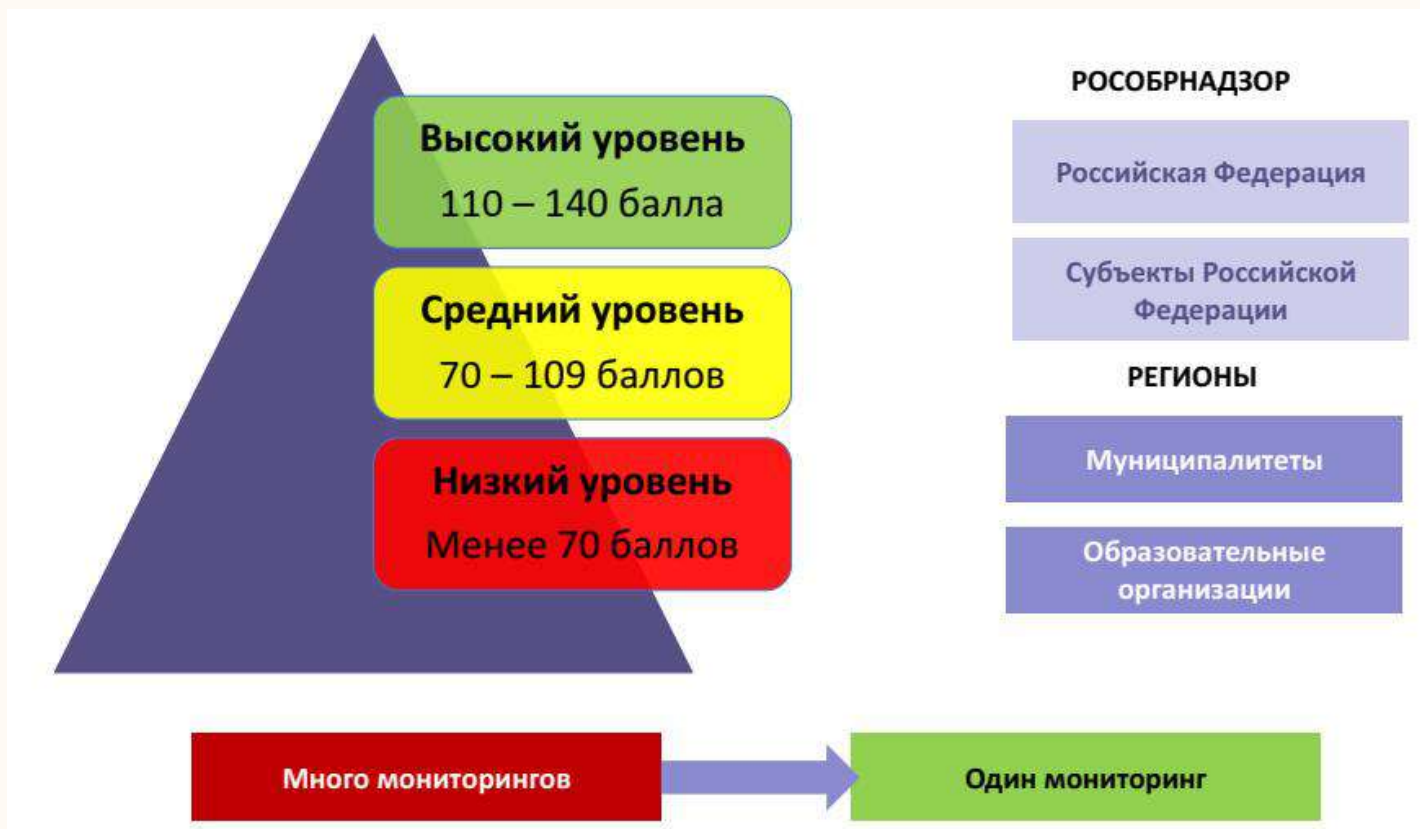 Высокий уровень
110 – 140 балла
Средний уровень
70 – 109 баллов
Низкий уровень
Менее 70 баллов
РОСОБРНАДЗОР
Российская Федерация
Субъекты Российской
Федерации
РЕГИОНЫ
Муниципалитеты
Образовательные
организации
Много мониторингов
Один мониторинг